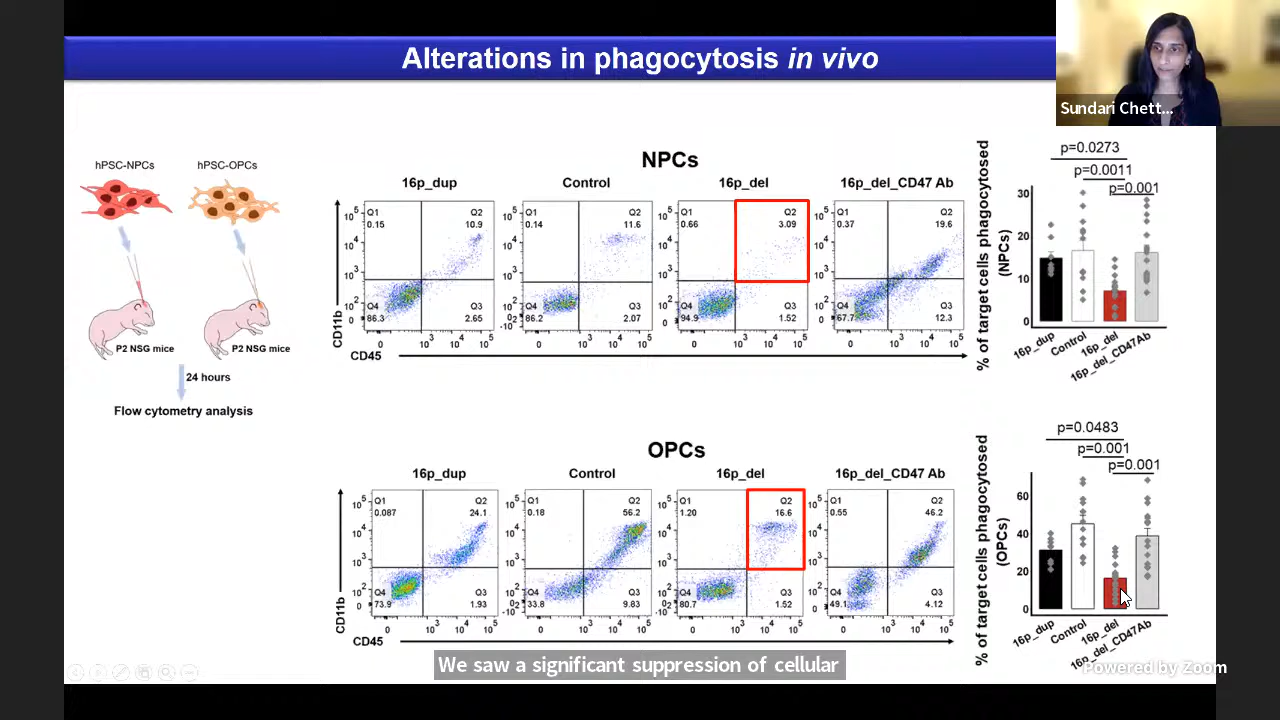 Alterations in phagocytosis in vivo
Sundari Chett...
hPSC-NPCs
hPSC-OPCs
P2 NSG mice
P2 NSG mice
24 hours
Flow cytometry analysis
NPCs
16p_dup
Control
16p_del
16p_del_CD47 Ab
Q1
0.15
Q2
10.9
Q4
86.3
Q3
2.65
Q1
0.14
Q2
11.6
Q4
86.2
Q3
2.07
Q1
0.66
Q2
3.09
Q4
94.9
Q3
1.52
Q1
0.37
Q2
19.6
Q4
67.7
Q3
12.3
CD11b
CD45
% of target cells phagocytosed
(NPCs)
p=0.0273
p=0.0011
p=0.001
30
20
10
0
16p_dup
Control
16p_del
16p_del_CD47Ab
OPCs
16p_dup
Control
16p_del
16p_del_CD47 Ab
Q1
0.087
Q2
24.1
Q4
73.9
Q3
1.93
Q1
0.18
Q2
56.2
Q4
33.8
Q3
9.83
Q1
1.20
Q2
16.6
Q4
80.7
Q3
1.52
Q1
0.55
Q2
46.2
Q4
49.1
Q3
4.12
CD11b
CD45
% of target cells phagocytosed
(OPCs)
p=0.0483
p=0.001
p=0.001
60
40
20
0
16p_dup
Control
16p_del
16p_del_CD47Ab
We saw a significant suppression of cellular
Powered by Zoom